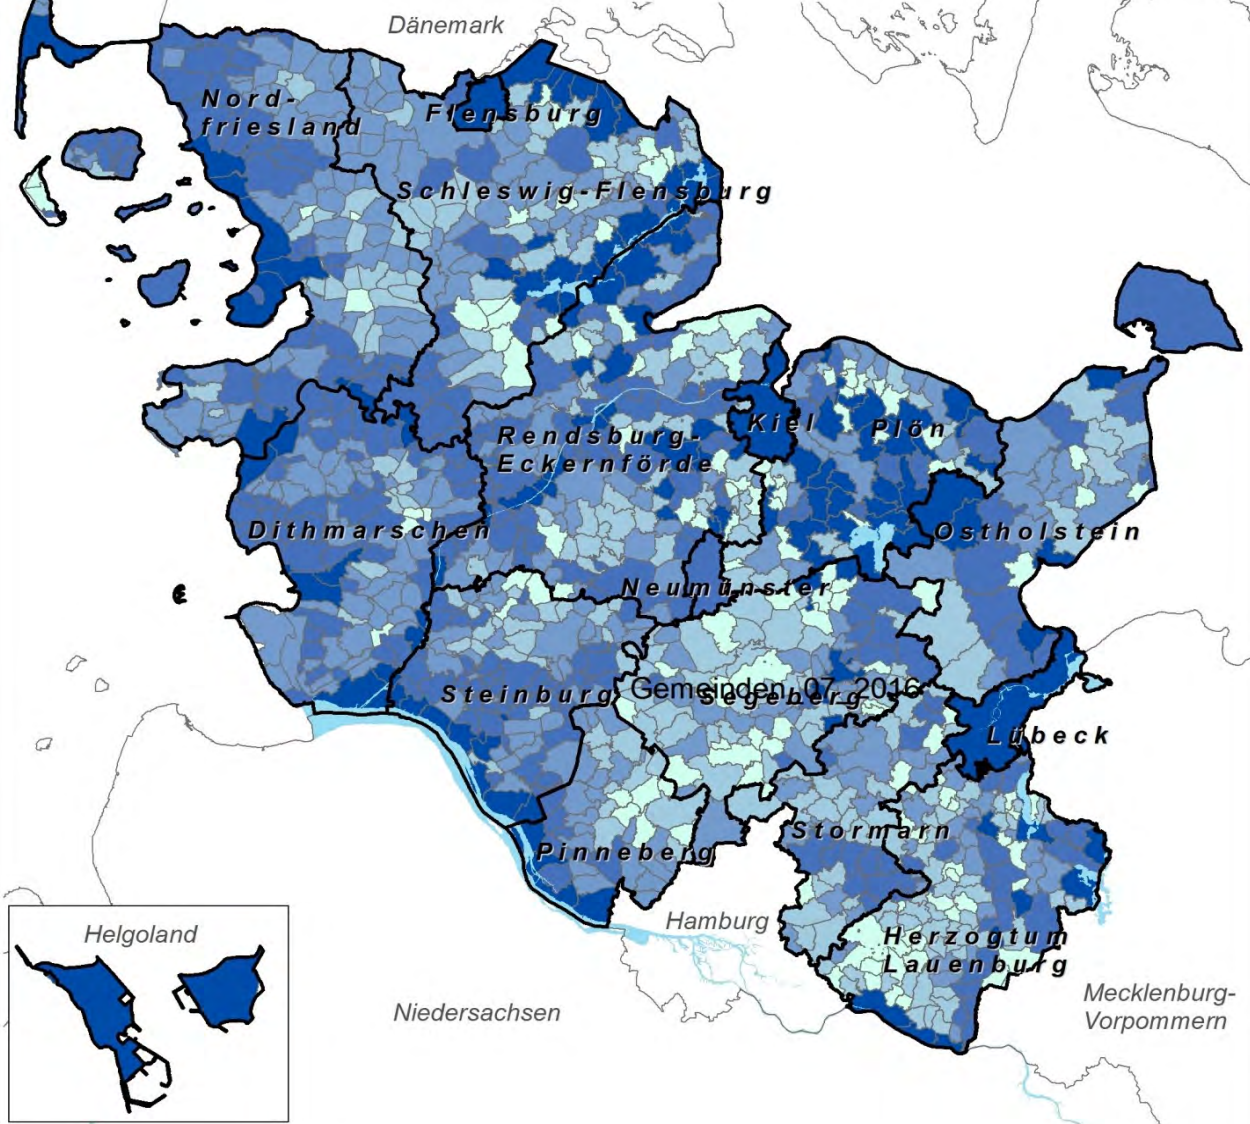 Dänemark
Nord-
friesland
Flensburg
Schleswig-Flensburg
Kiel
Plön
Rendsburg-
Eckernförde
Dithmarschen
Ostholstein
Neumünster
Steinburg
Gemeinden_07_2016
Segeberg
Lübeck
Stormarn
Pinneberg
Hamburg
Herzogtum
Lauenburg
Helgoland
Niedersachsen
Mecklenburg-
Vorpommern